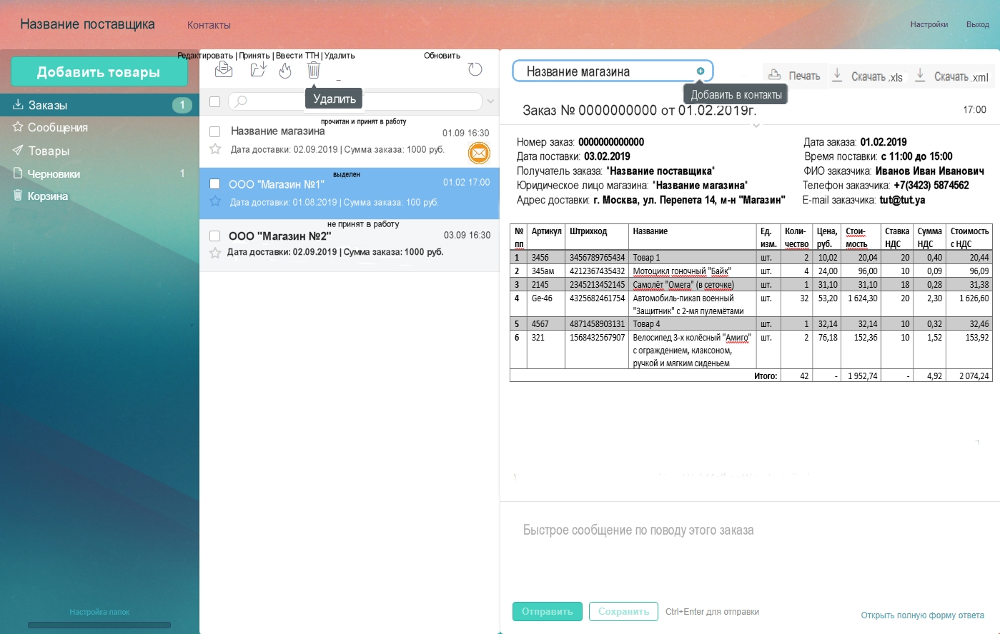 Название поставщика
Контакты
Настройки
Выход
Добавить товары
Заказы 1
Сообщения
Товары
Черновики 1
Корзина
Настройка папок
Редактировать | Принять | Ввести ТТН | Удалить
Обновить
Удалить
прочитан и принят в работу
Название магазина 01.09 16:30
Дата доставки: 02.09.2019 | Сумма заказа: 1000 руб.
выделен
ООО "Магазин №1" 01.02 17:00
Дата доставки: 01.08.2019 | Сумма заказа: 100 руб.
не принят в работу
ООО "Магазин №2" 03.09 16:30
Дата доставки: 02.09.2019 | Сумма заказа: 1000 руб.
Название магазина
Печать
Скачать .xls
Скачать .xml
Добавить в контакты
Заказ № 0000000000 от 01.02.2019г. 17:00
Номер заказ: 0000000000000 Дата заказа: 01.02.2019
Дата поставки: 03.02.2019 Время поставки: с 11:00 до 15:00
Получатель заказа: "Название поставщика" ФИО заказчика: Иванов Иван Иванович
Юридическое лицо магазина: "Название магазина" Телефон заказчика: +7(3423) 5874562
Адрес доставки: г. Москва, ул. Перепета 14, м-н "Магазин" E-mail заказчика: tut@tut.ya
№ пп Артикул Штрихкод Название Ед. изм. Коли-чество Цена, руб. Стои-мость Ставка НДС Сумма НДС Стоимость с НДС
1 3456 3456789765434 Товар 1 шт. 2 10,02 20,04 20 0,40 20,44
2 345ам 4212367435432 Мотоцикл гоночный "Байк" шт. 4 24,00 96,00 10 0,09 96,09
3 2145 2345213452145 Самолёт "Омега" (в сеточке) шт. 1 31,10 31,10 18 0,28 31,38
4 Ge-46 4325682461754 Автомобиль-пикап военный шт. 32 53,20 1 624,30 20 2,30 1 626,60
"Защитник" с 2-мя пулемётами
5 4567 4871458903131 Товар 4 шт. 1 32,14 32,14 10 0,32 32,46
6 321 1568432567907 Велосипед 3-х колёсный "Амиго" шт. 2 76,18 152,36 10 1,52 153,92
с ограждением, клаксоном,
ручкой и мягким сиденьем
Итого: 42 - 1 952,74 - 4,92 2 074,24
Быстрое сообщение по поводу этого заказа
Отправить
Сохранить
Ctrl+Enter для отправки
Открыть полную форму ответа